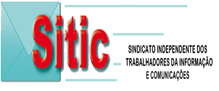 Sitic
SINDICATO INDEPENDENTE DOS
TRABALHADORES DA INFORMAÇÃO
E COMUNICAÇÕES